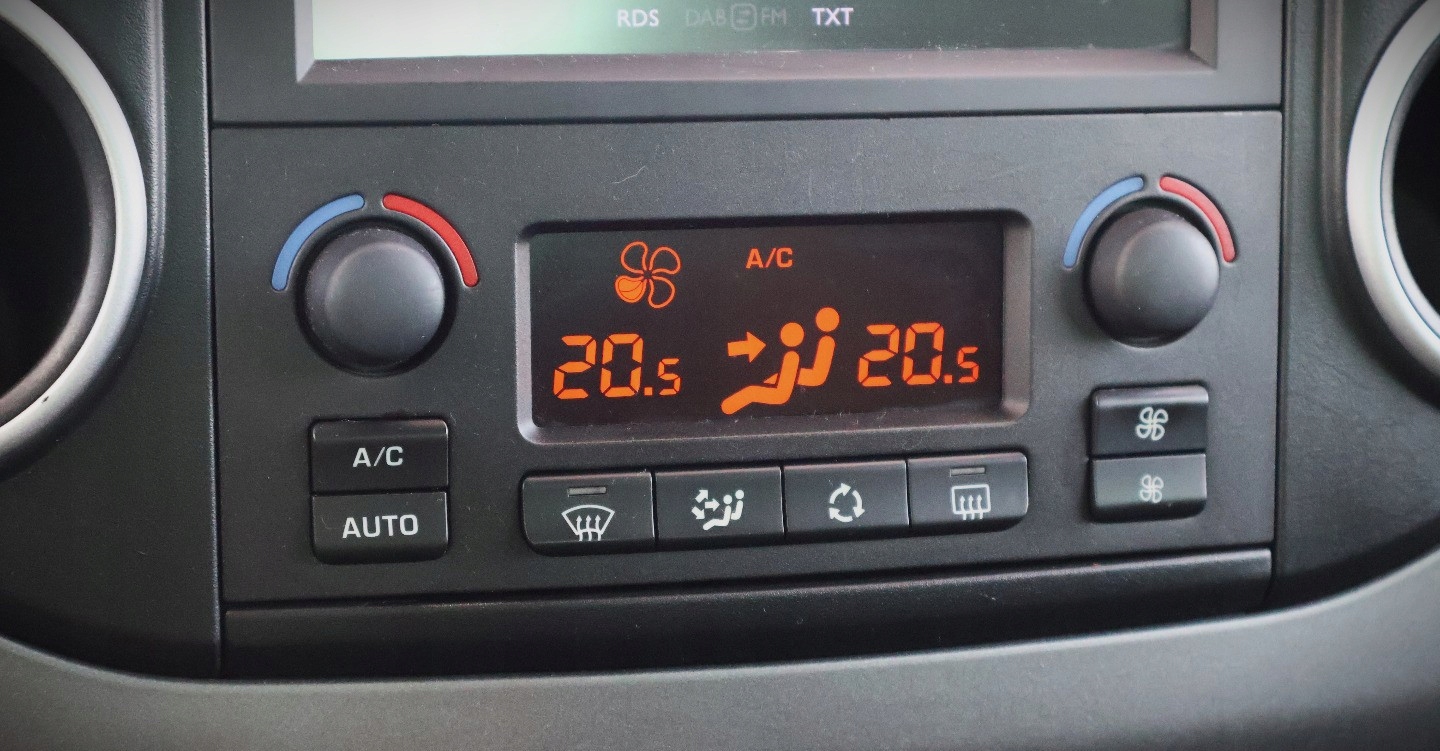 RDS DAB FM TXT
A/C
20.5 20.5
A/C
AUTO